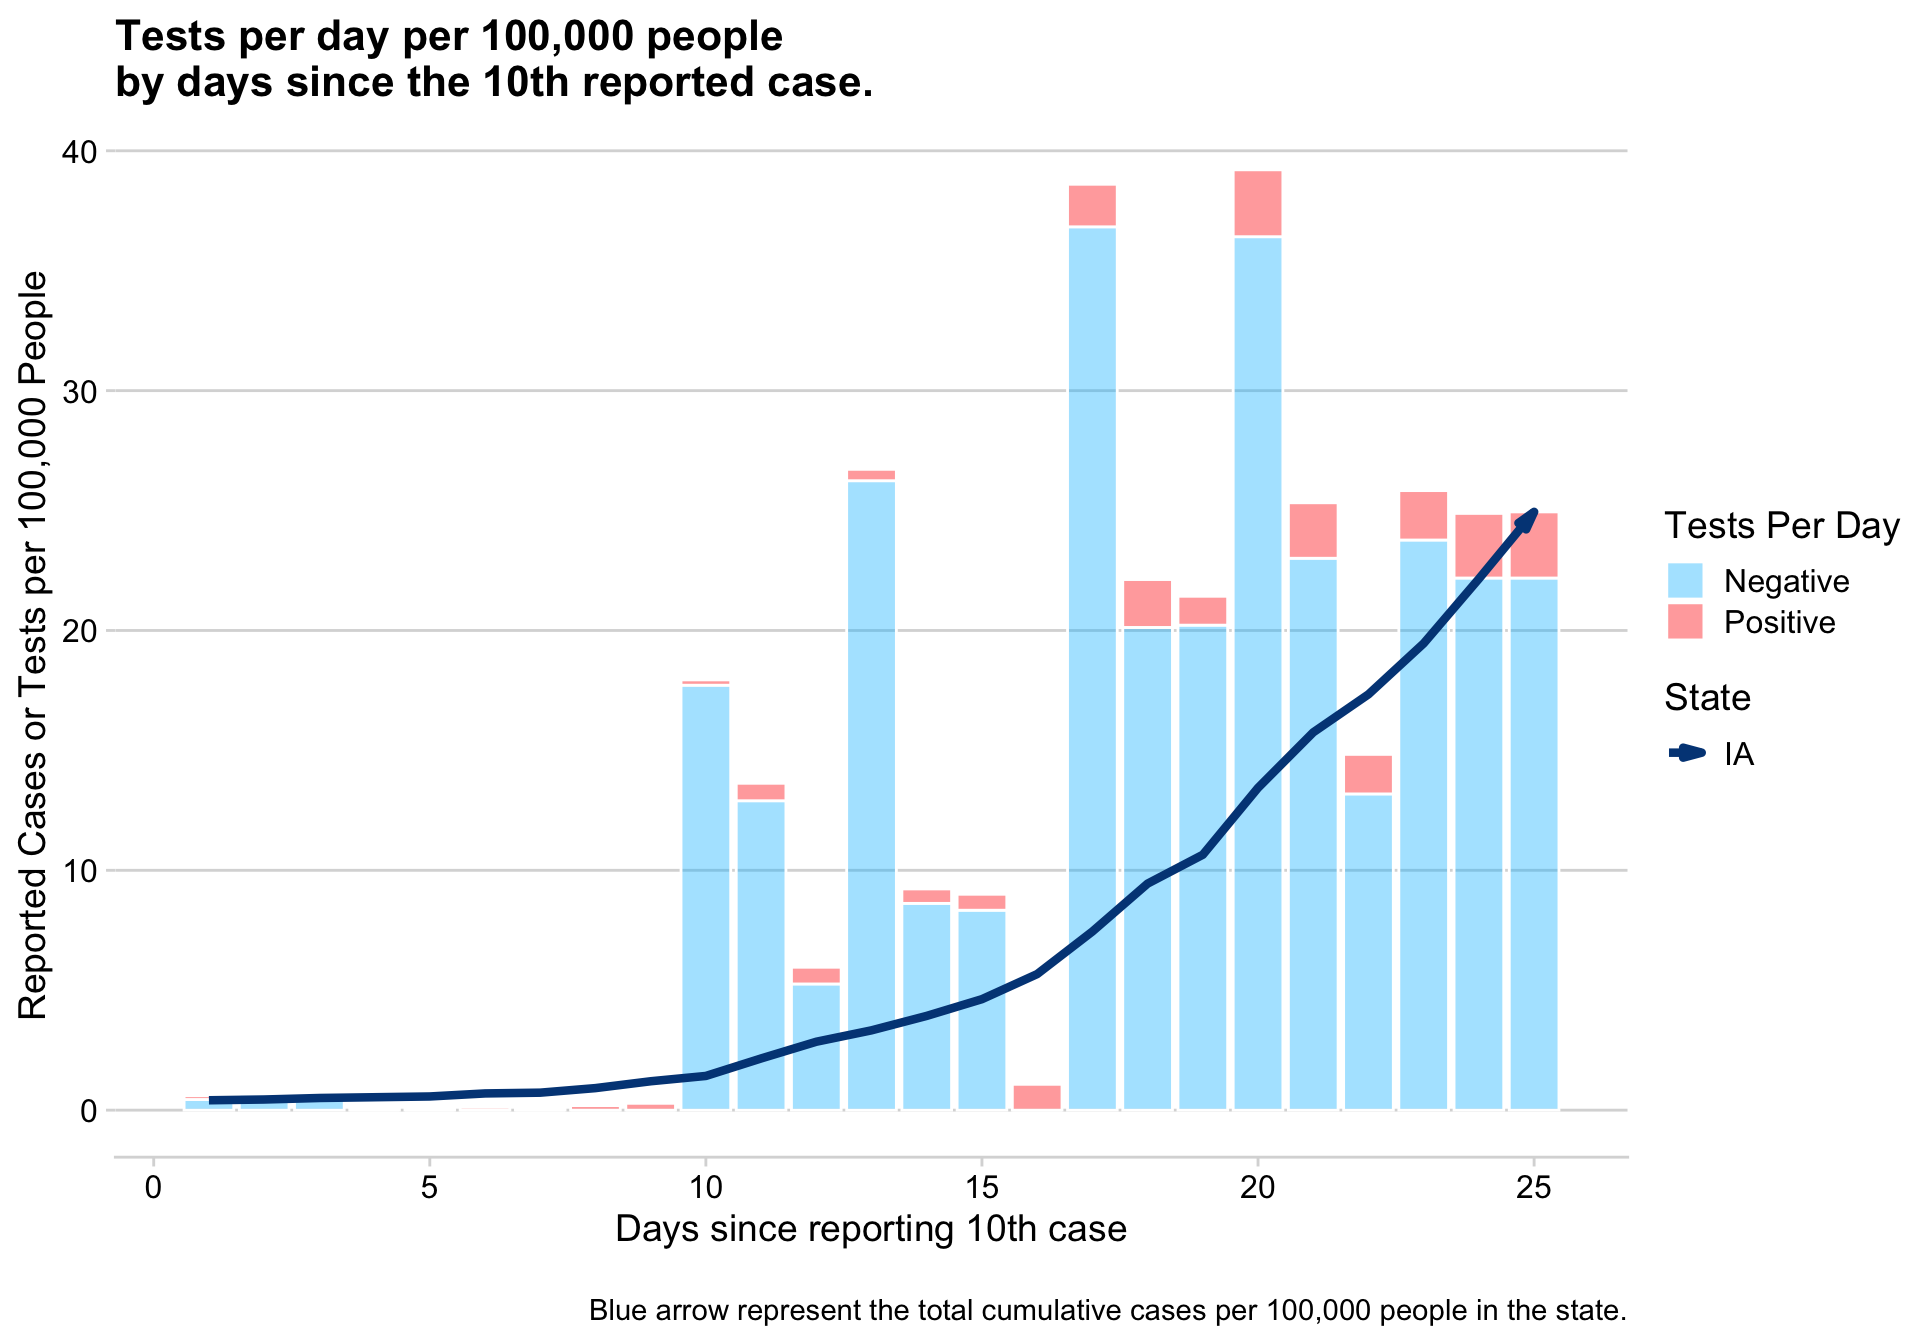 Tests per day per 100,000 people
by days since the 10th reported case.
Reported Cases or Tests per 100,000 People
40
30
20
10
0
0
5
10
15
20
25
Days since reporting 10th case
Tests Per Day
Negative
Positive
State
IA
Blue arrow represent the total cumulative cases per 100,000 people in the state.